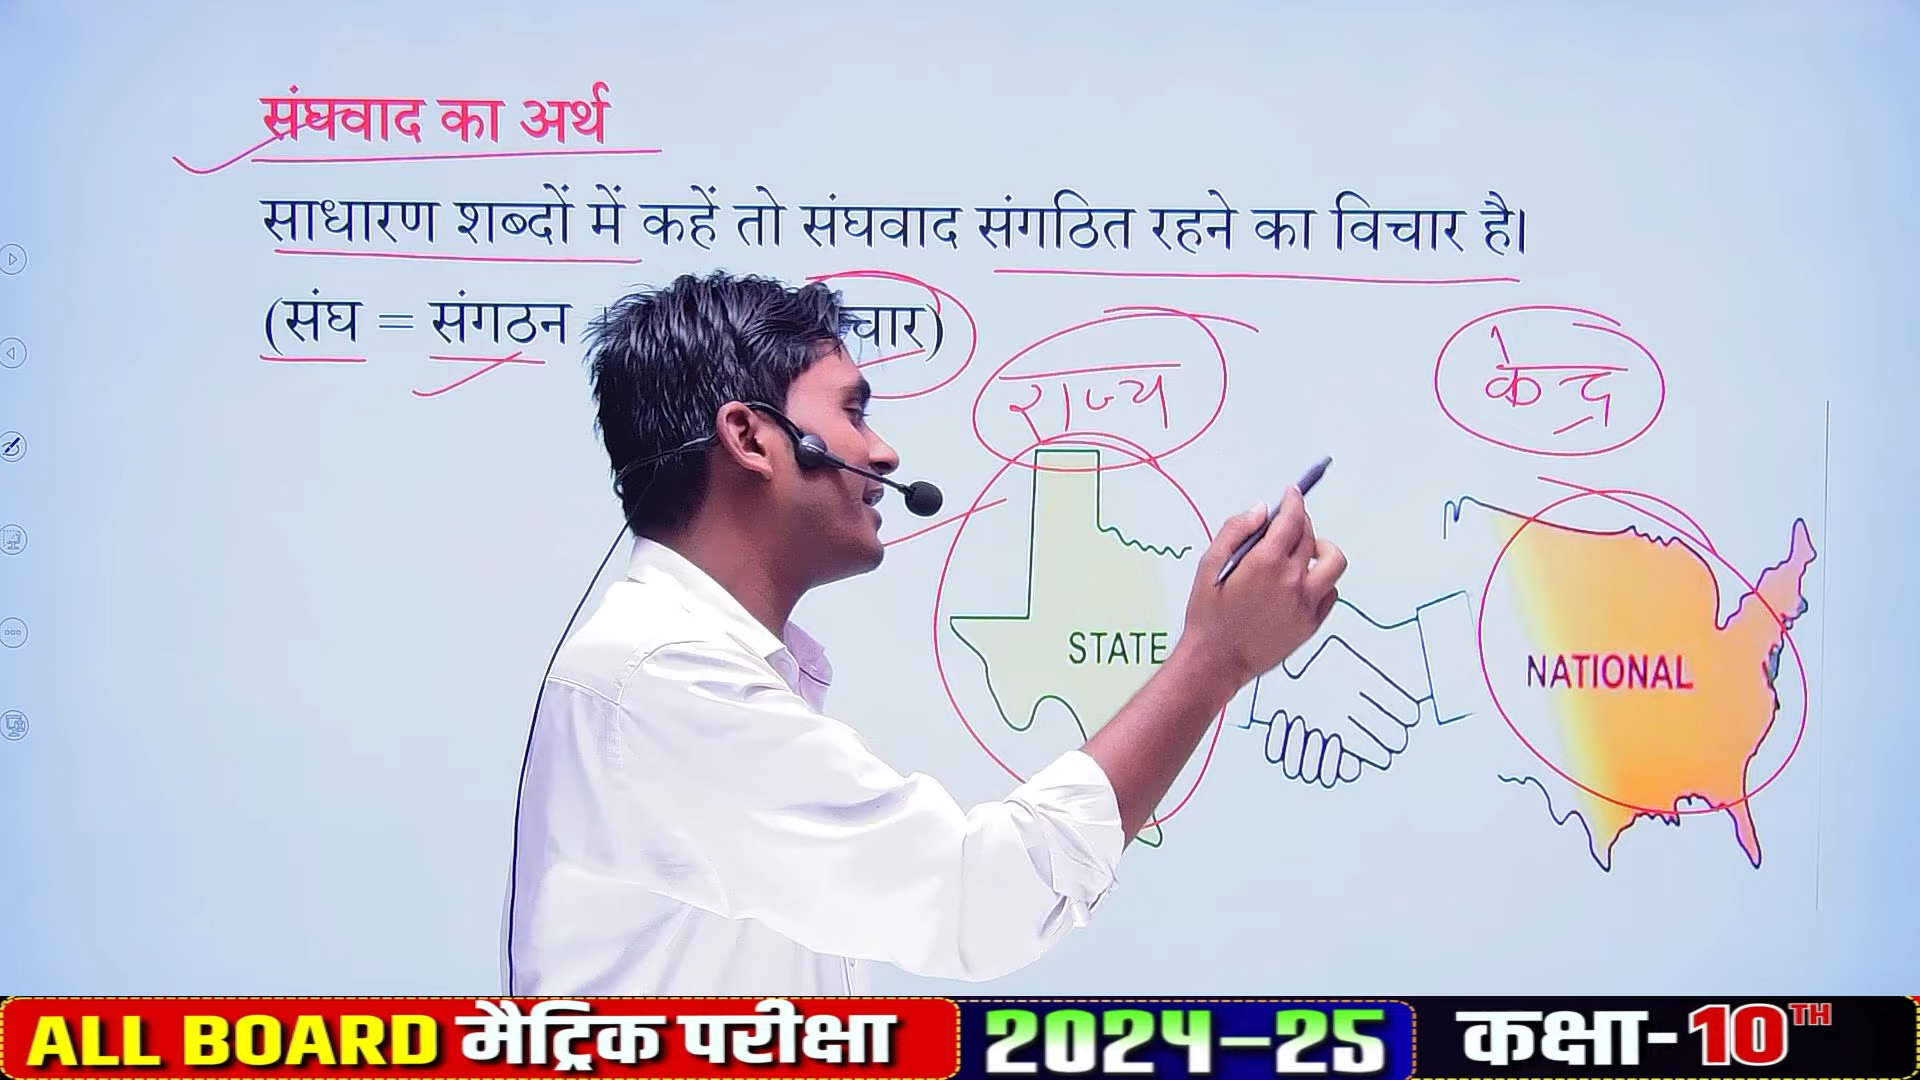 संघवाद का अर्थ
साधारण शब्दों में कहें तो संघवाद संगठित रहने का विचार है।
(संघ = संगठन
राज्य
केंद्र
STATE
NATIONAL
ALL BOARD मैट्रिक परीक्षा 2024-25 कक्षा-10TH